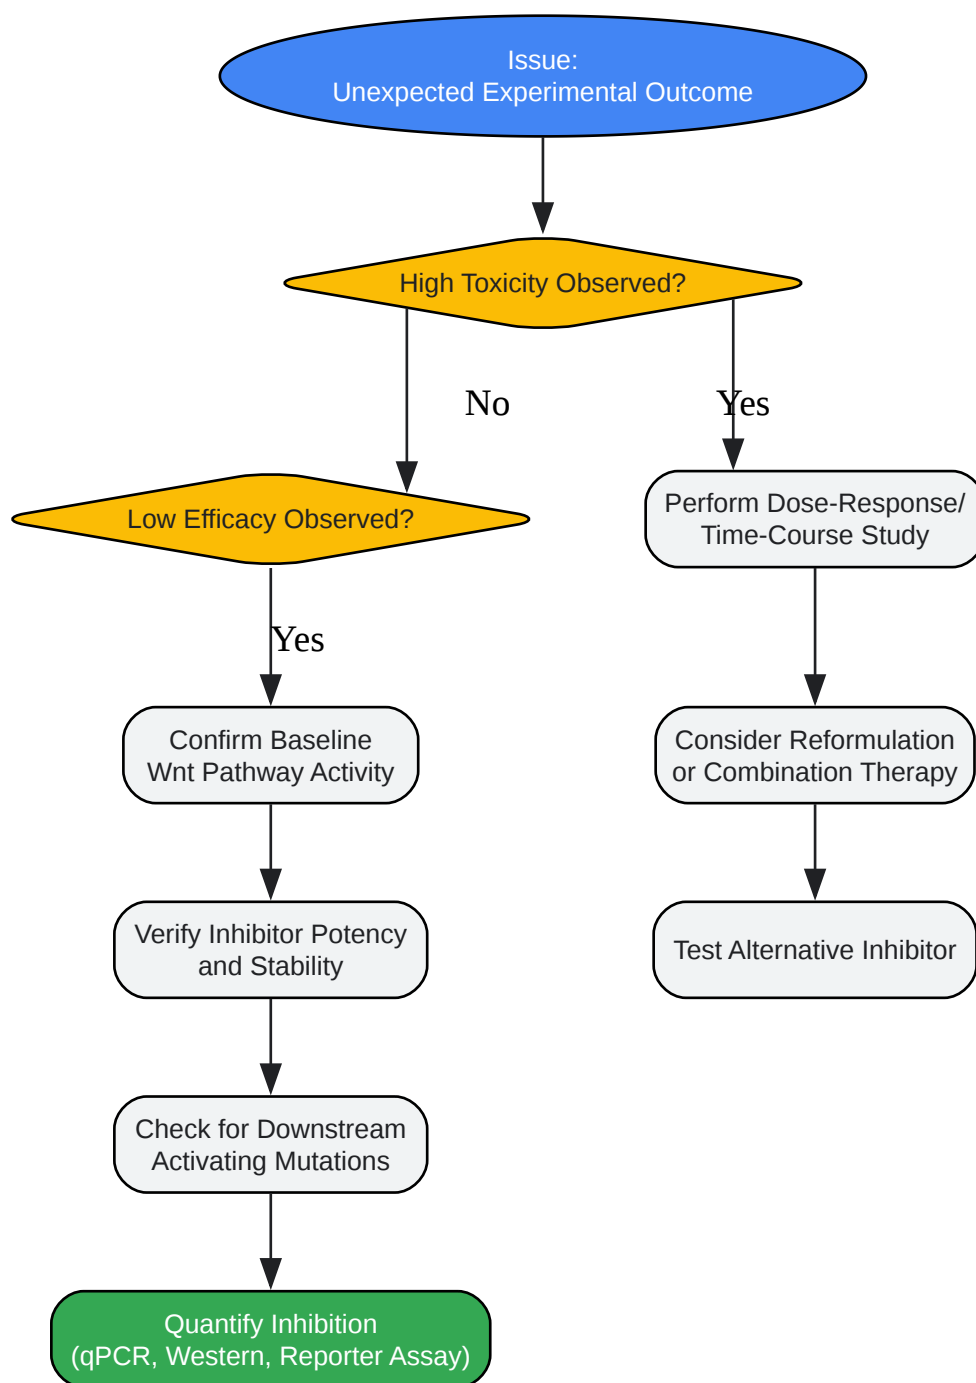 Issue:
Unexpected Experimental Outcome
High Toxicity Observed?
No
Yes
Low Efficacy Observed?
Perform Dose-Response/
Time-Course Study
Yes
Confirm Baseline
Wnt Pathway Activity
Consider Reformulation
or Combination Therapy
Verify Inhibitor Potency
and Stability
Test Alternative Inhibitor
Check for Downstream
Activating Mutations
Quantify Inhibition
(qPCR, Western, Reporter Assay)